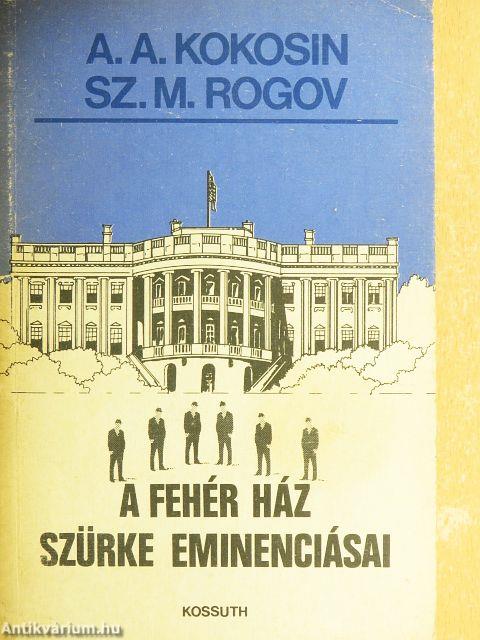 A. A. KOKOSIN
SZ. M. ROGOV
A FEHÉR HÁZ
SZÜRKE EMINENCIÁSAI
KOSSUTH
Antikvárium.hu